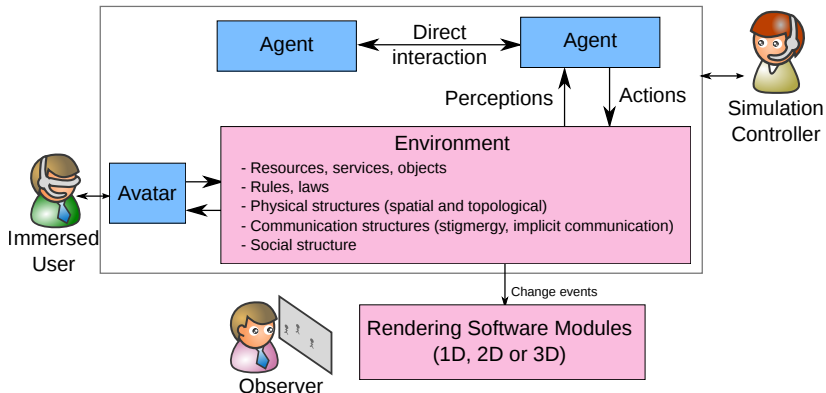 Agent
Direct
interaction
Agent
Perceptions
Actions
Simulation
Controller
Environment
- Resources, services, objects
- Rules, laws
- Physical structures (spatial and topological)
- Communication structures (stigmergy, implicit communication)
- Social structure
Avatar
Immersed
User
Change events
Rendering Software Modules
(1D, 2D or 3D)
Observer